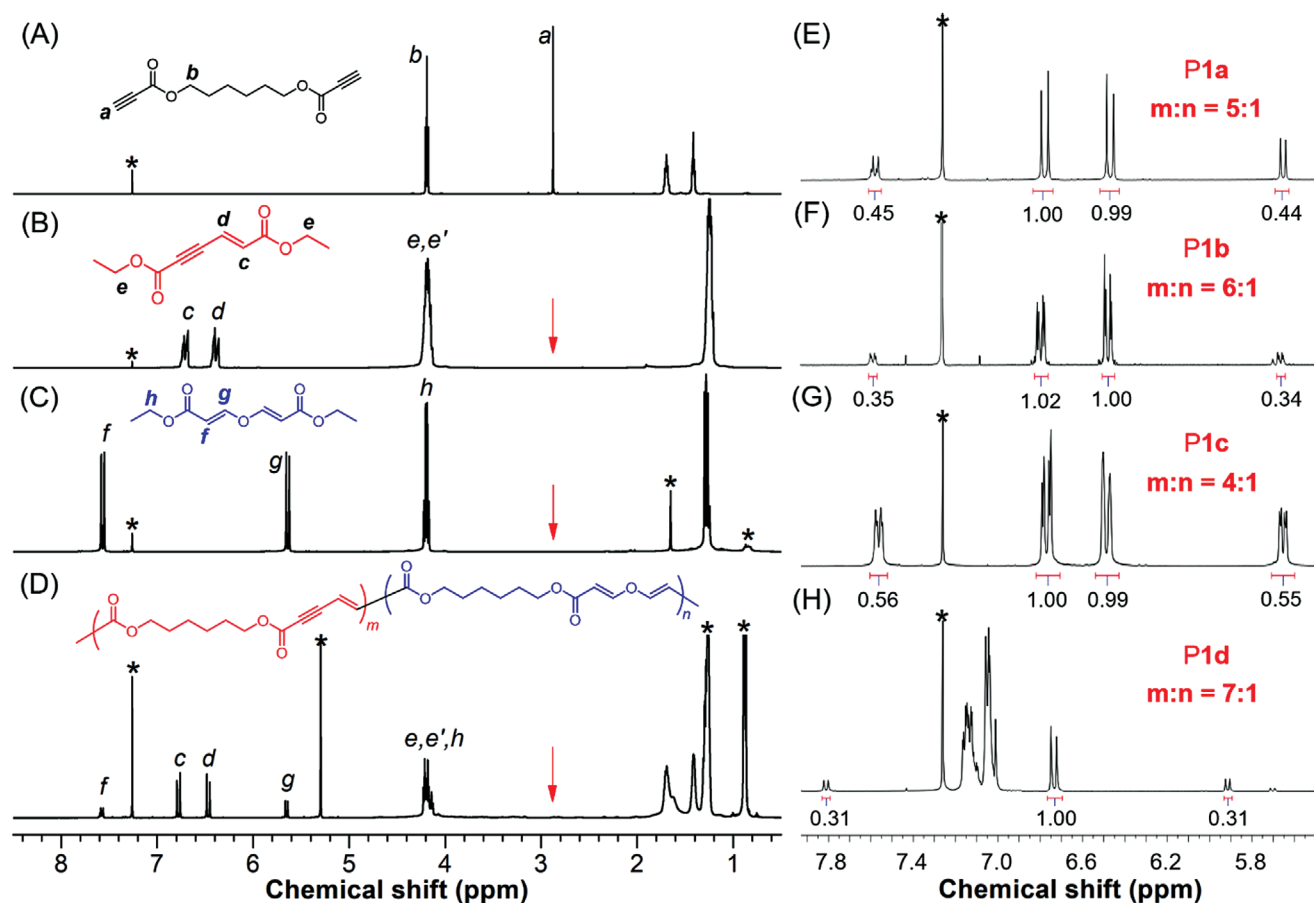 (A)
a
b
b
O
O
O
O
a
*
(B)
d
O
e
O
c
O
e
O
e,e'
c
d
*
(C)
h
O
g
O
O
O
O
f
h
f
g
*
*
*
(D)
O
O
O
O
m
O
O
O
O
O
n
*
*
*
*
e,e',h
c
d
f
g
8 7 6 5 4 3 2 1
Chemical shift (ppm)
(E)
*
P1a
m:n = 5:1
0.45 1.00 0.99 0.44
(F)
*
P1b
m:n = 6:1
0.35 1.02 1.00 0.34
(G)
*
P1c
m:n = 4:1
0.56 1.00 0.99 0.55
(H)
*
P1d
m:n = 7:1
0.31 1.00 0.31
7.8 7.4 7.0 6.6 6.2 5.8
Chemical shift (ppm)